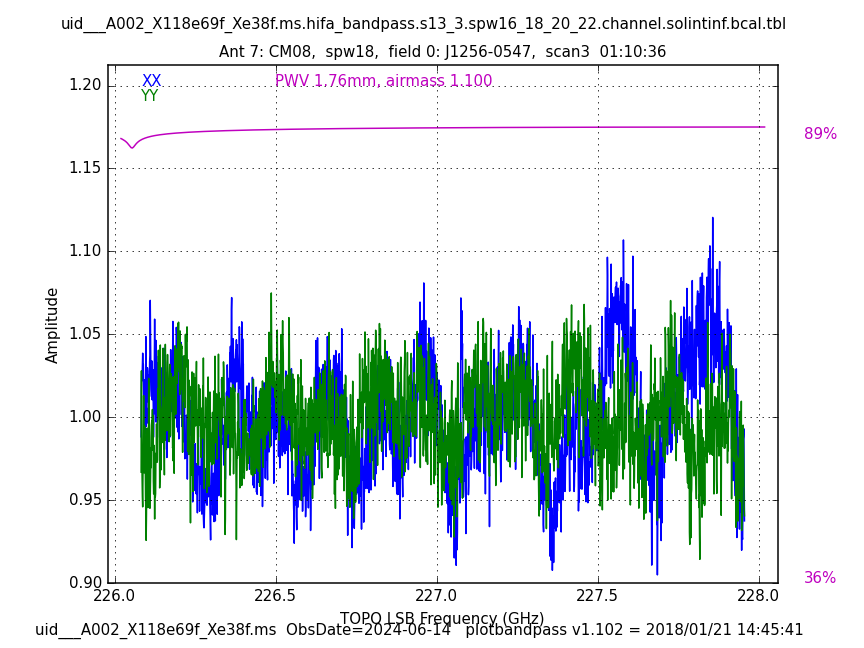 uid___A002_X118e69f_Xe38f.ms.hifa_bandpass.s13_3.spw16_18_20_22.channel.solintinf.bcal.tbl
Ant 7: CM08,  spw18,  field 0: J1256-0547,  scan3  01:10:36
XX
YY
PWV 1.76mm, airmass 1.100
1.20
1.15
1.10
1.05
1.00
0.95
0.90
Amplitude
89%
36%
226.0 226.5 227.0 227.5 228.0
TOPO LSB Frequency (GHz)
uid___A002_X118e69f_Xe38f.ms  ObsDate=2024-06-14   plotbandpass v1.102 = 2018/01/21 14:45:41